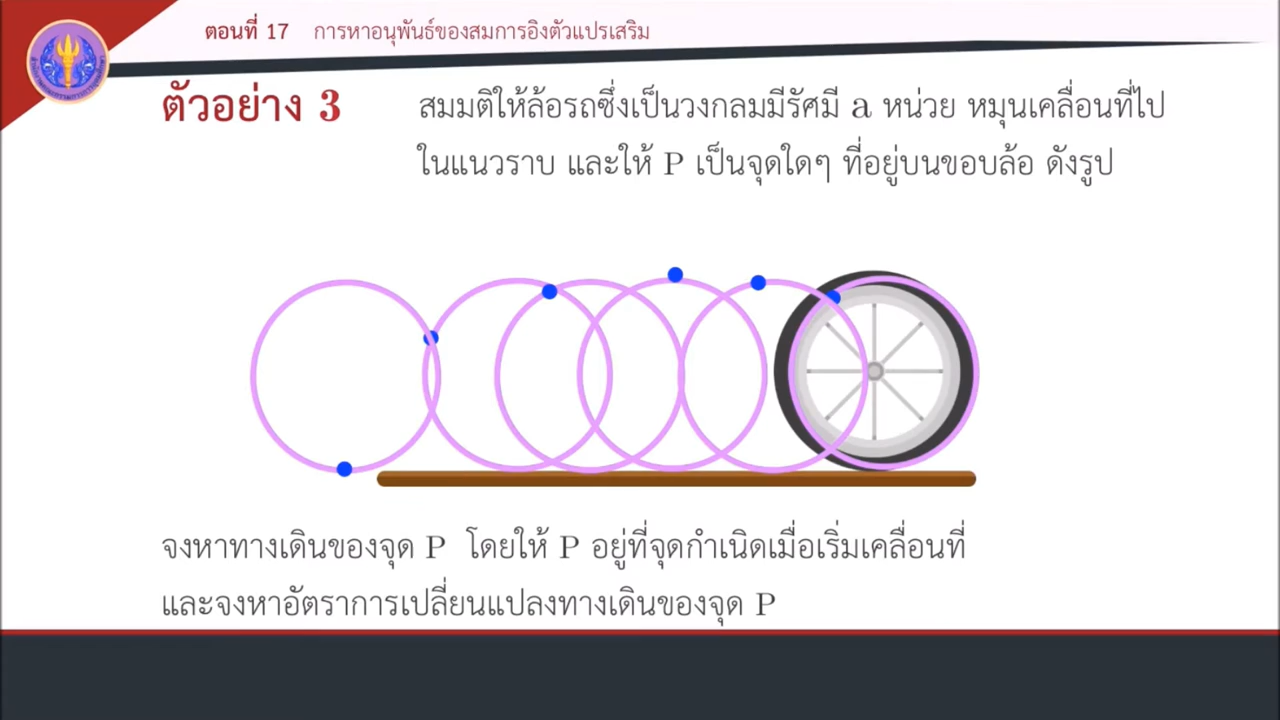 ตอนที่ 17 การหาอนุพันธ์ของสมการอิงตัวแปรเสริม
ตัวอย่าง 3 สมมติให้ล้อรถซึ่งเป็นวงกลมมีรัศมี a หน่วย หมุนเคลื่อนที่ไป
ในแนวราบ และให้ P เป็นจุดใดๆ ที่อยู่บนขอบล้อ ดังรูป
จงหาทางเดินของจุด P โดยให้ P อยู่ที่จุดกำเนิดเมื่อเริ่มเคลื่อนที่
และจงหาอัตราการเปลี่ยนแปลงทางเดินของจุด P